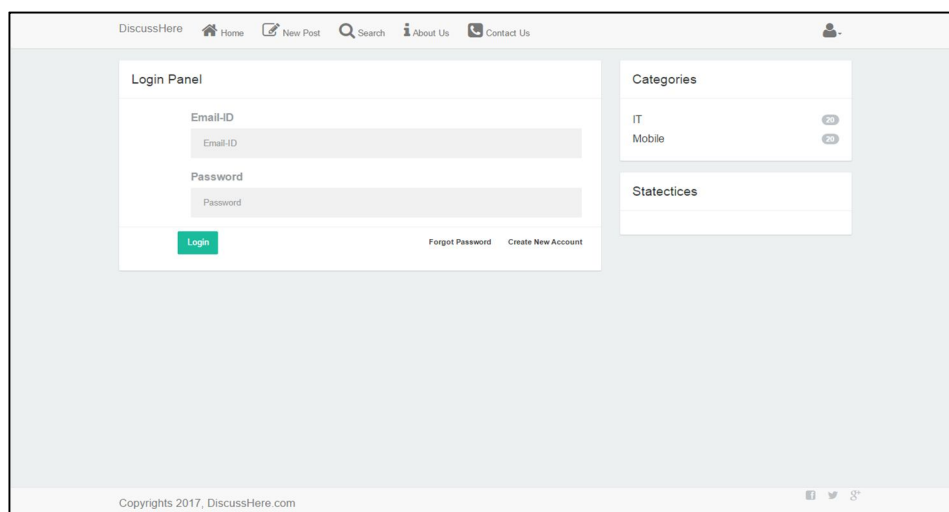 DiscussHere Home New Post Search About Us Contact Us
Login Panel
Email-ID
Email-ID
Password
Password
Login Forgot Password Create New Account
Categories
IT 20
Mobile 20
Statectices
Copyrights 2017, DiscussHere.com